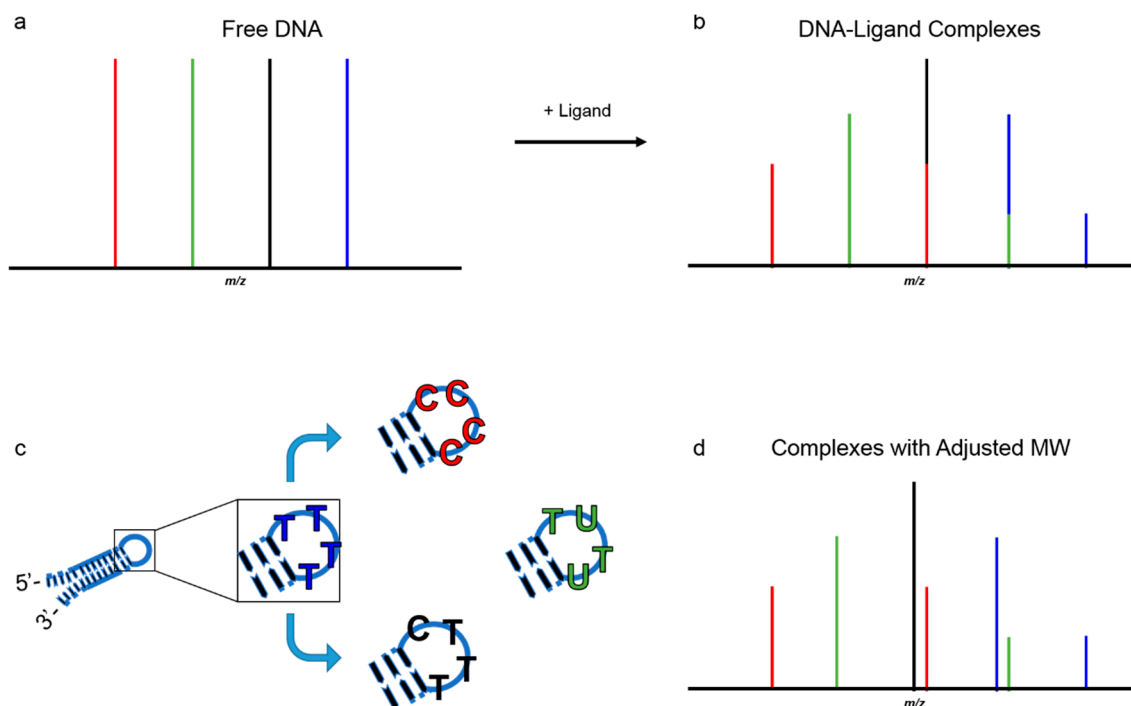 a
Free DNA
m/z
+ Ligand
b
DNA-Ligand Complexes
m/z
c
5'-
3'-
T
T
T
T
C
C
C
C
T
U
T
U
C
T
T
T
d
Complexes with Adjusted MW
m/z